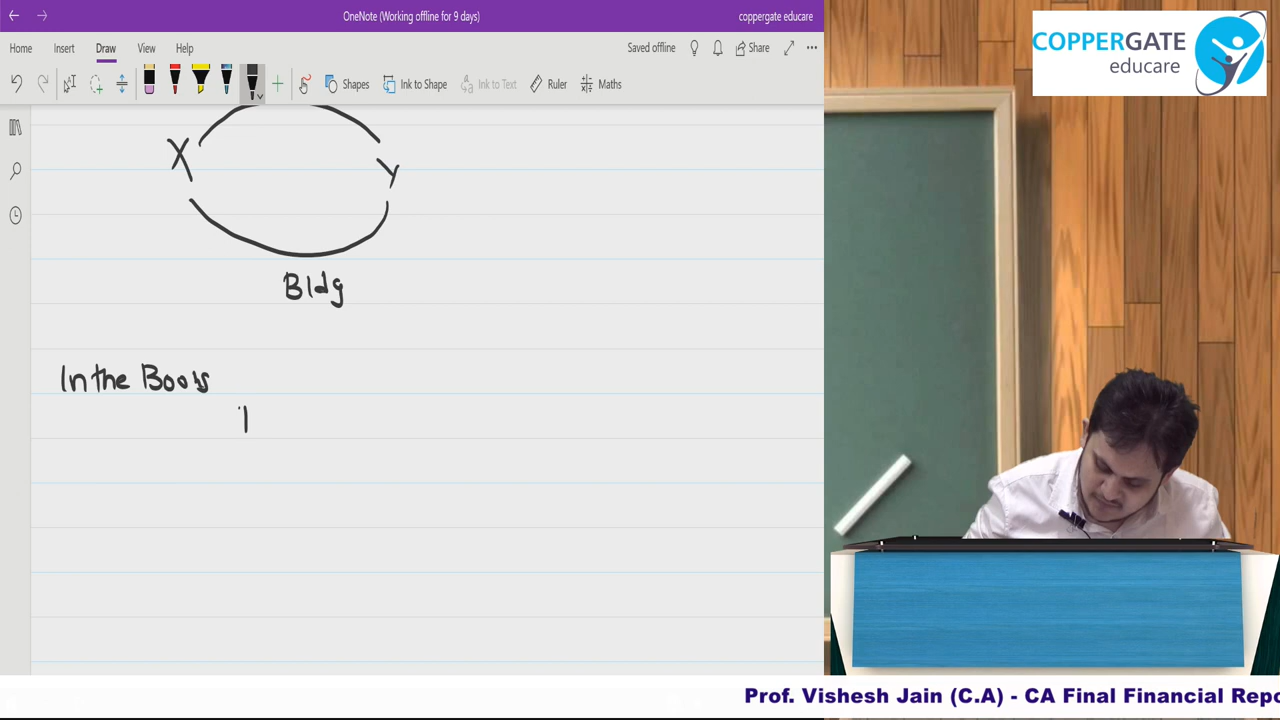 OneNote (Working offline for 9 days)
coppergate educare
Home Insert Draw View Help
Saved offline
Share
Shapes
Ink to Shape
Ink to Text
Ruler
Maths
X
Y
Bldg
In the Books
COPPERGATE
educare
Prof. Vishesh Jain (C.A) - CA Final Financial Repo